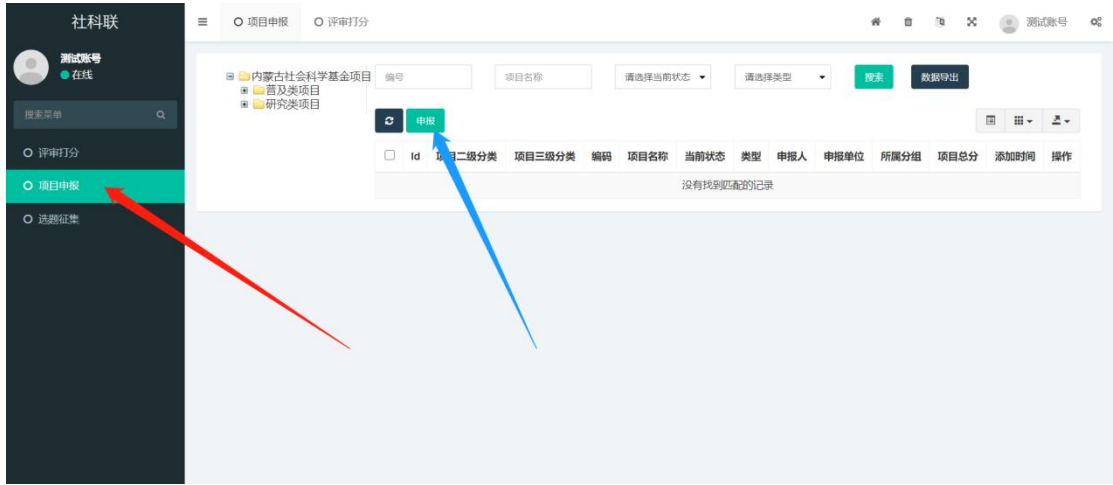 社科联
项目申报
评审打分
测试账号
测试账号
在线
搜索菜单
评审打分
项目申报
选题征集
内蒙古社会科学基金项目
普及类项目
研究类项目
编号
项目名称
请选择当前状态
请选择类型
搜索
数据导出
申报
Id 项目二级分类 项目三级分类 编码 项目名称 当前状态 类型 申报人 申报单位 所属分组 项目总分 添加时间 操作
没有找到匹配的记录